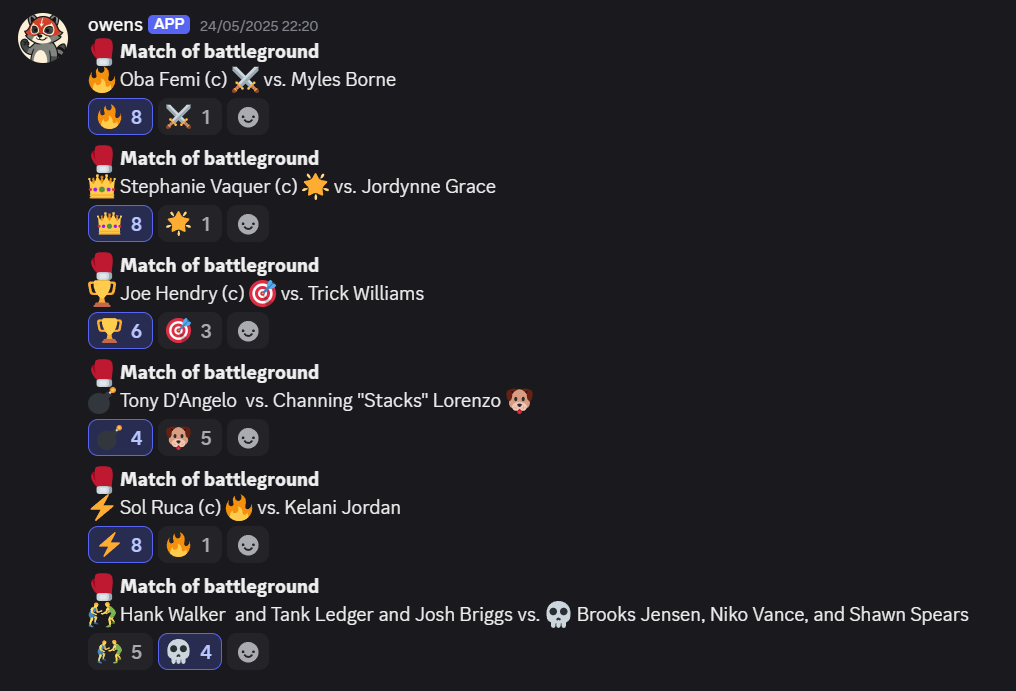 owens APP 24/05/2025 22:20
🥊 Match of battleground
🔥 Oba Femi (c) ⚔️ vs. Myles Borne
🔥 8 ⚔️ 1
🥊 Match of battleground
👑 Stephanie Vaquer (c) 🌟 vs. Jordynne Grace
👑 8 🌟 1
🥊 Match of battleground
🏆 Joe Hendry (c) 🎯 vs. Trick Williams
🏆 6 🎯 3
🥊 Match of battleground
💣 Tony D'Angelo  vs. Channing "Stacks" Lorenzo 🐶
💣 4 🐶 5
🥊 Match of battleground
⚡ Sol Ruca (c) 🔥 vs. Kelani Jordan
⚡ 8 🔥 1
🥊 Match of battleground
🤼‍♂️ Hank Walker  and Tank Ledger and Josh Briggs vs. 💀 Brooks Jensen, Niko Vance, and Shawn Spears
🤼‍♂️ 5 💀 4